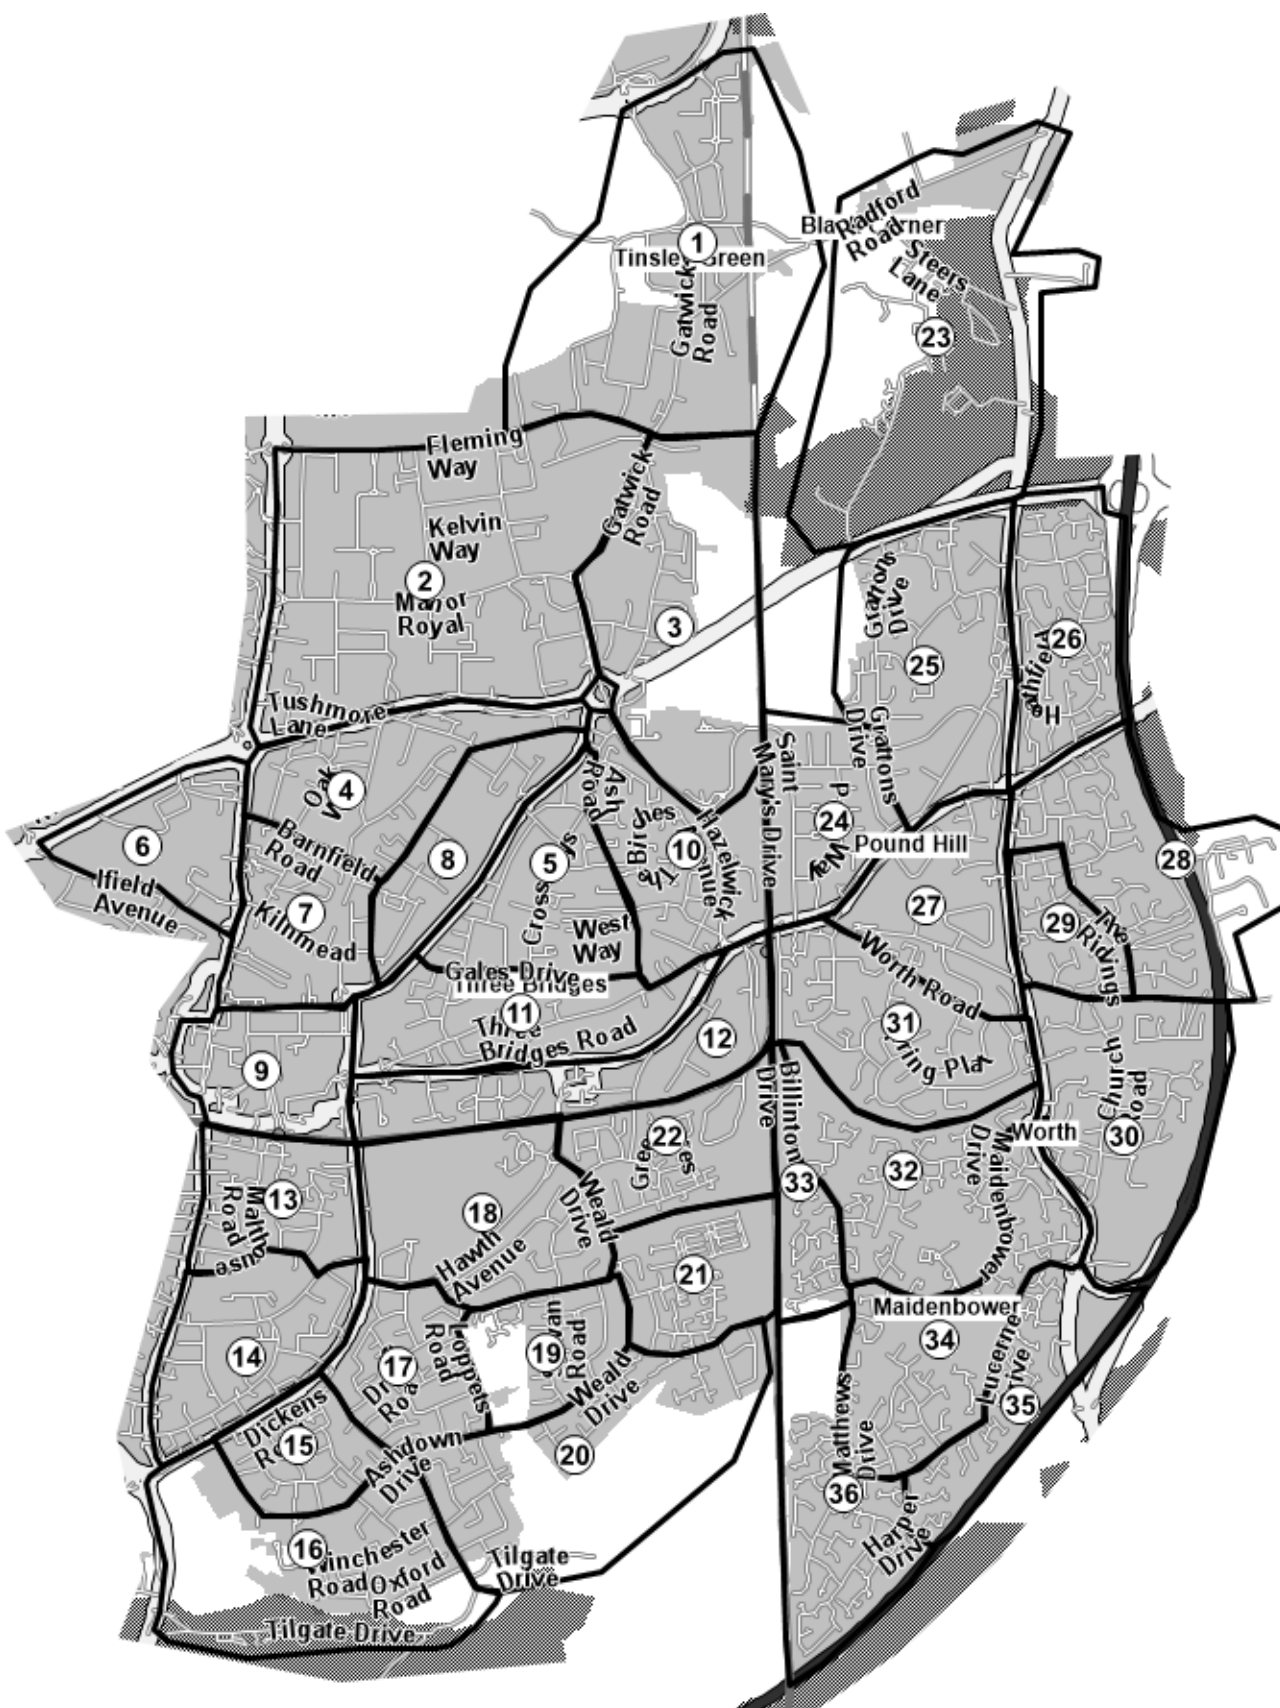 Radford
Road
1
Tinsley Green
Steers
Lane
Gatwick
Road
23
Fleming
Way
Gatwick
Road
Kelvin
Way
2
Manor
Royal
3
Grattons
Drive
25
26
Tushmore
Lane
Grattons
Drive
Saint
Mary's Drive
4
Ash
Road
24
Way
Pound Hill
6
Barnfield
Road
8
5
Birches
10
Hazelwick
28
Ifield
Avenue
7
Kilnmead
Cross
West
Way
27
29
Ridings
Gales Drive
Three Bridges
Worth Road
11
Three
Bridges Road
12
31
9
Billinton
Drive
Church
Road
Worth
30
22
Maidenbower
Drive
13
Road
18
Weald
Drive
33
32
Hawth
Avenue
21
Maidenbower
34
Loppets
Road
19
Road
Lucerne
Drive
14
17
Weald
Drive
35
Dickens
15
Ashdown
Drive
20
Matthews
Drive
36
Harper
Drive
16
Winchester
Road
Oxford
Road
Tilgate
Drive
Tilgate Drive